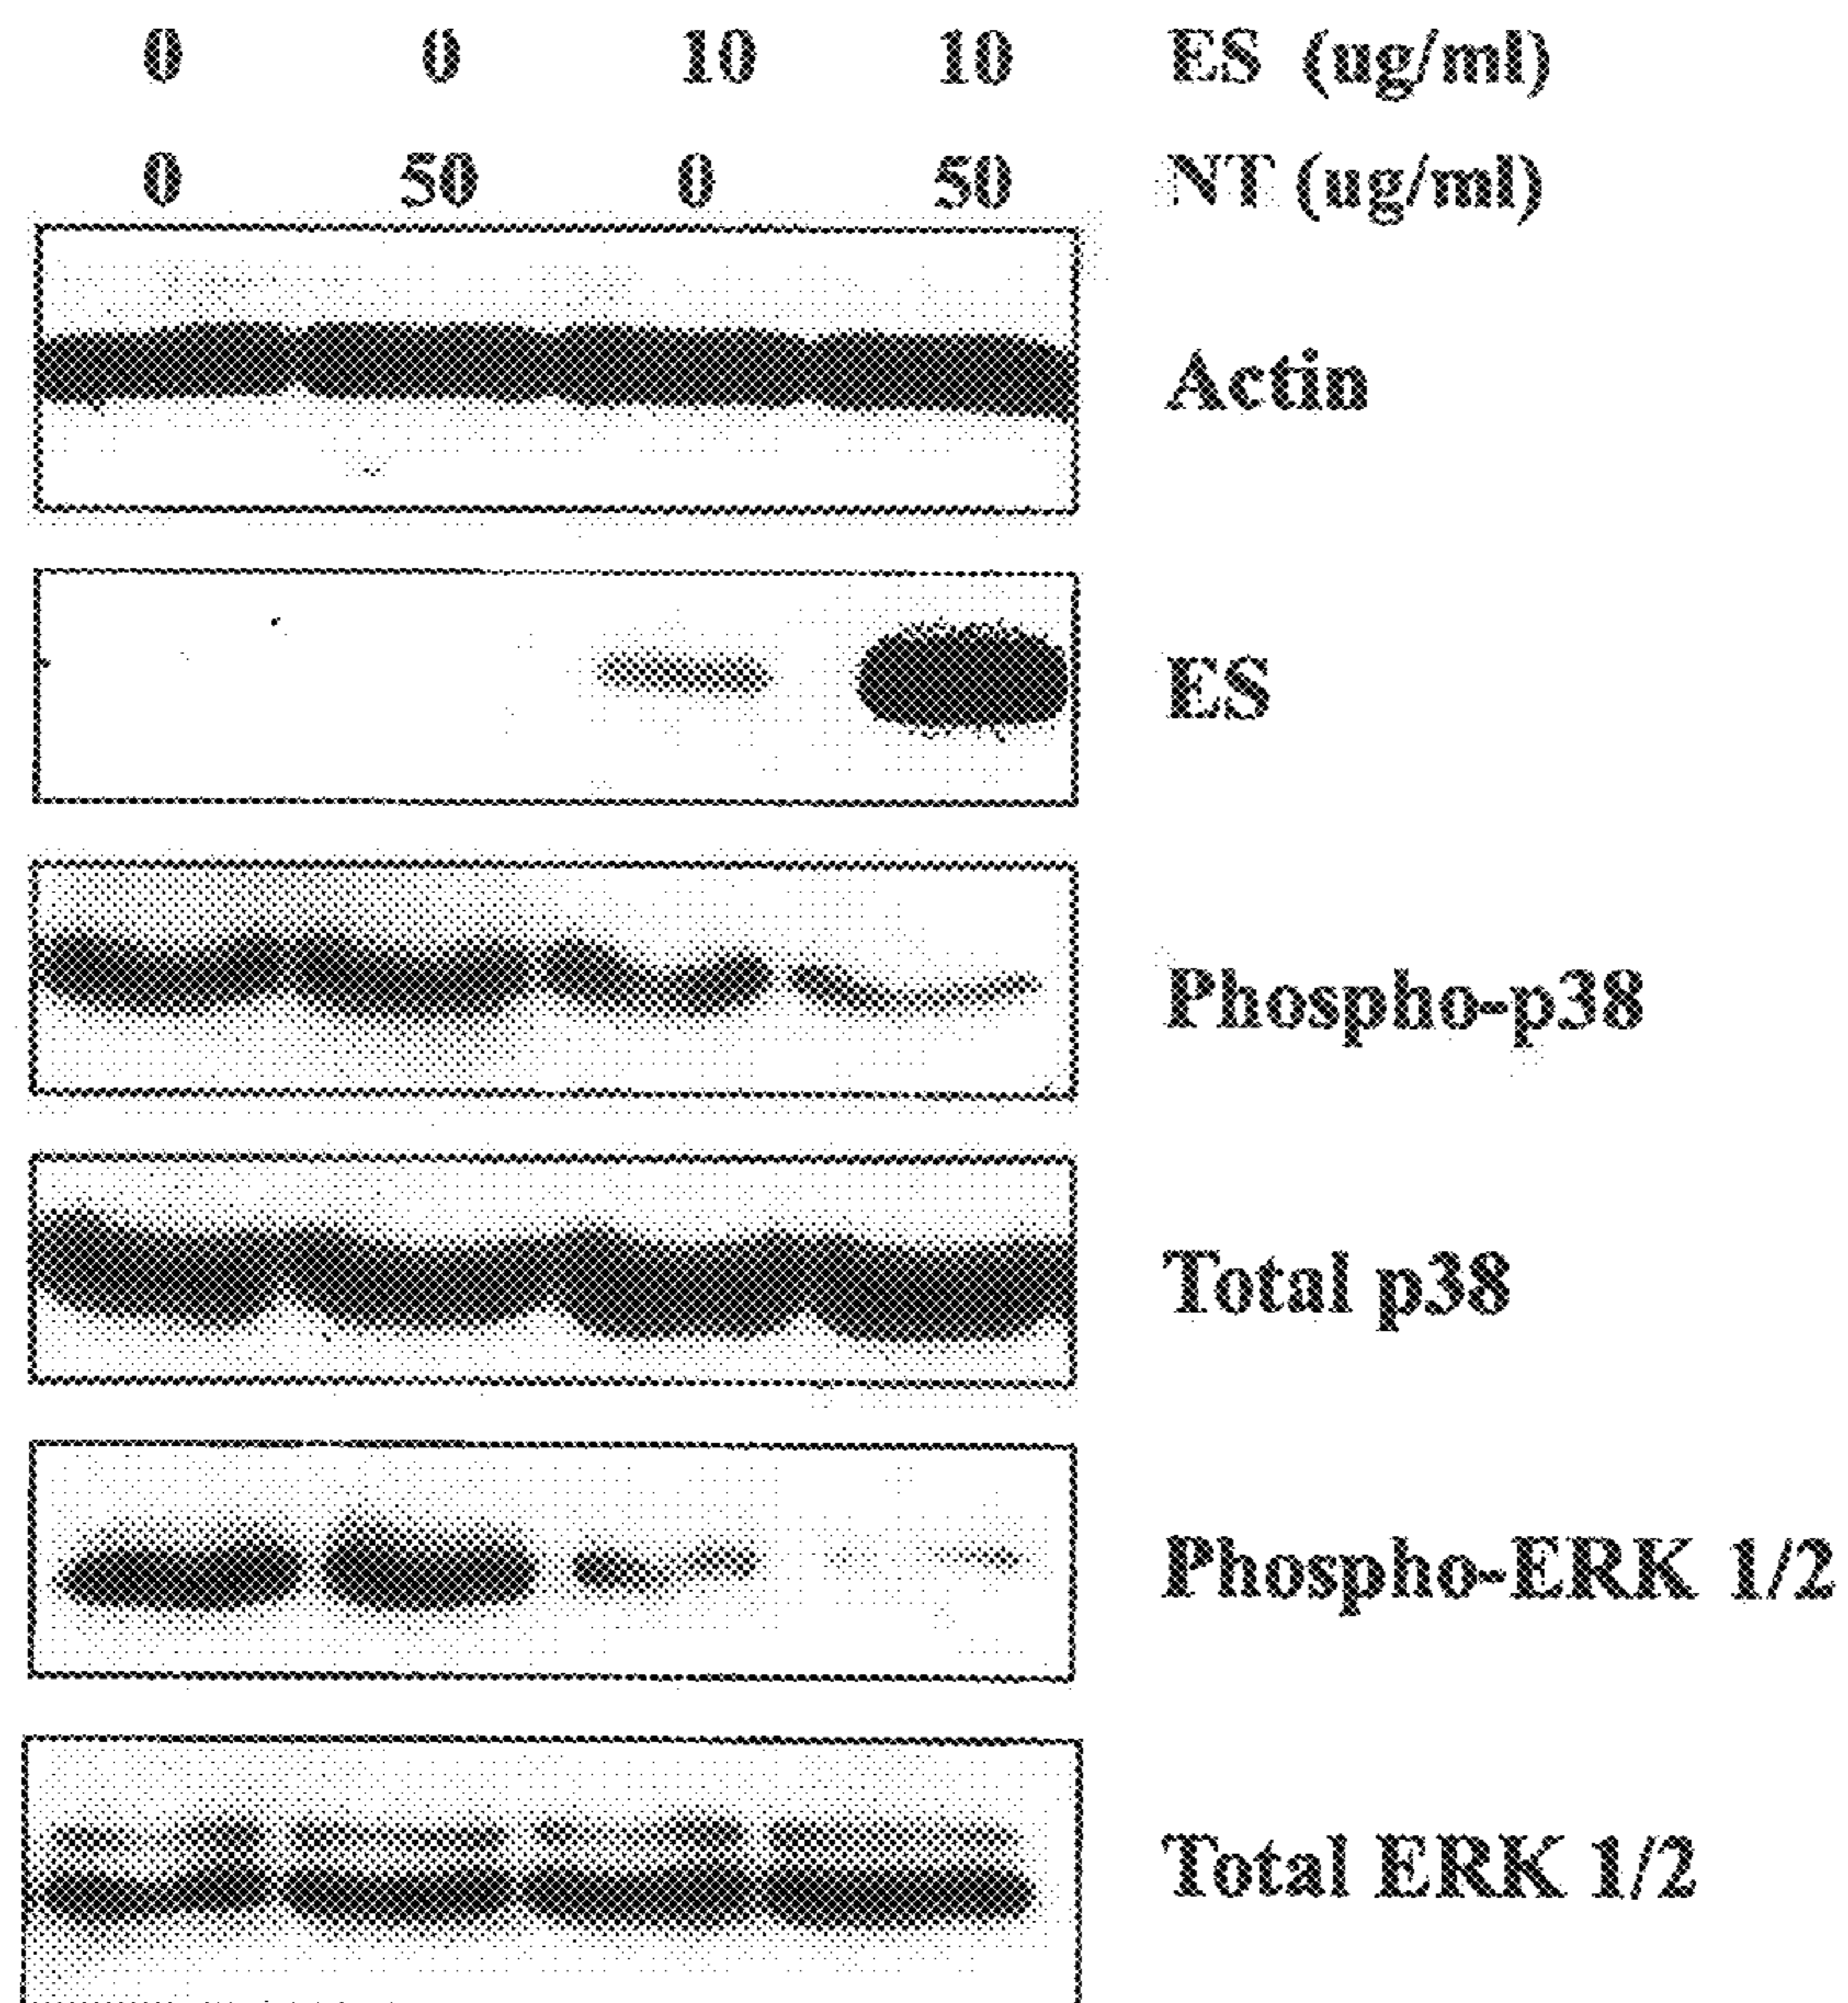 0 0 10 10 ES (ug/ml)
0 50 0 50 NT (ug/ml)
Actin
ES
Phospho-p38
Total p38
Phospho-ERK 1/2
Total ERK 1/2